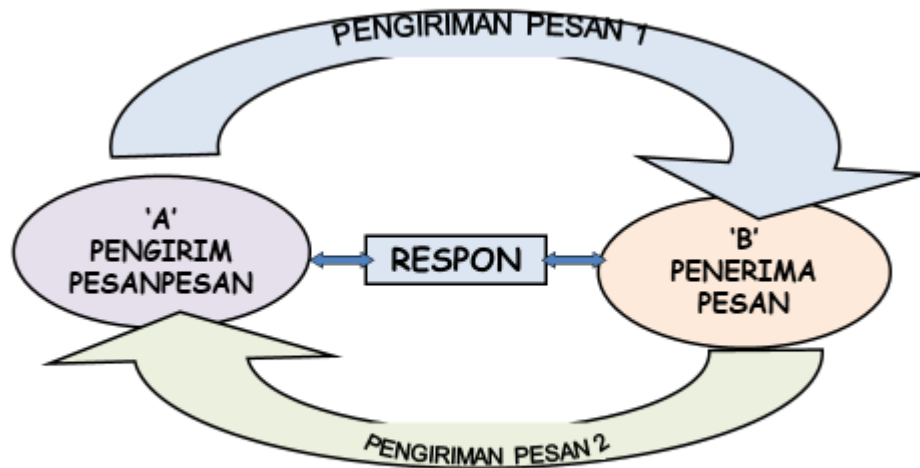 PENGIRIMAN PESAN 1
‘A’
PENGIRIM
PESANPESAN
RESPON
‘B’
PENERIMA
PESAN
PENGIRIMAN PESAN 2